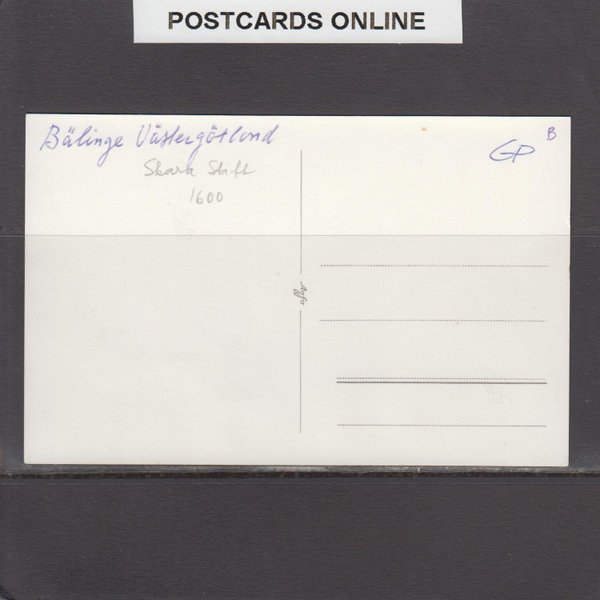 POSTCARDS ONLINE
Bälinge Västergötland
GP
B
Skara Stift
1600